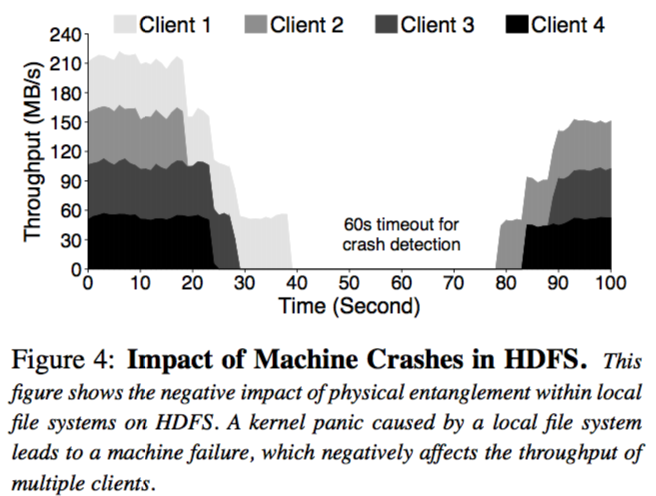 Client 1 Client 2 Client 3 Client 4
240
210
180
150
120
90
60
30
0
Throughput (MB/s)
60s timeout for
crash detection
0 10 20 30 40 50 60 70 80 90 100
Time (Second)
Figure 4: Impact of Machine Crashes in HDFS. This
figure shows the negative impact of physical entanglement within local
file systems on HDFS. A kernel panic caused by a local file system
leads to a machine failure, which negatively affects the throughput of
multiple clients.